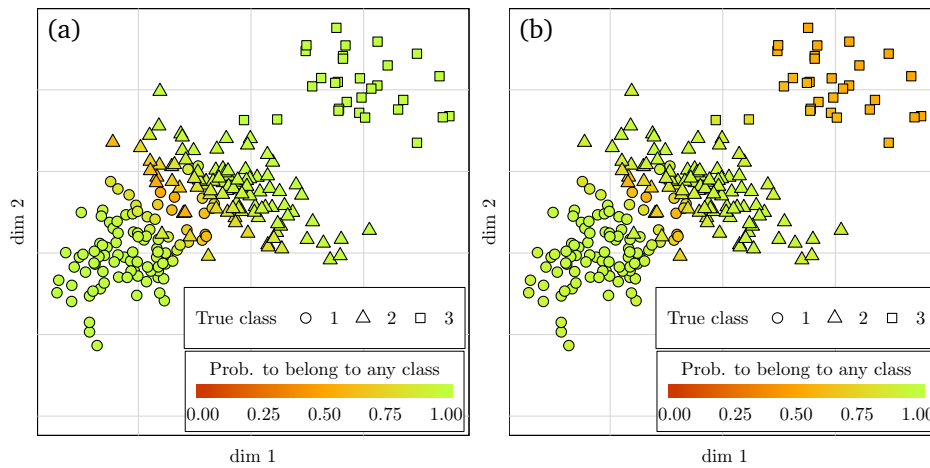 (a)
dim 2
True class 1 2 3
Prob. to belong to any class
0.00 0.25 0.50 0.75 1.00
dim 1
(b)
dim 2
True class 1 2 3
Prob. to belong to any class
0.00 0.25 0.50 0.75 1.00
dim 1